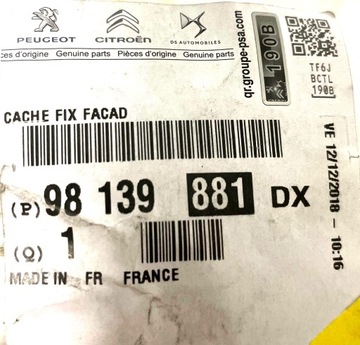 PEUGEOT CITROËN DS AUTOMOBILES
ces d'origine Genuine parts Pièces d'origine Genuine parts
qr.groupe-psa.com
190B
TF6J
BCTL
190B
CACHE FIX FACAD
(P) 98 139 881 DX
(Q) 1
MADE IN FR FRANCE
VE 12/12/2018 - 10:16